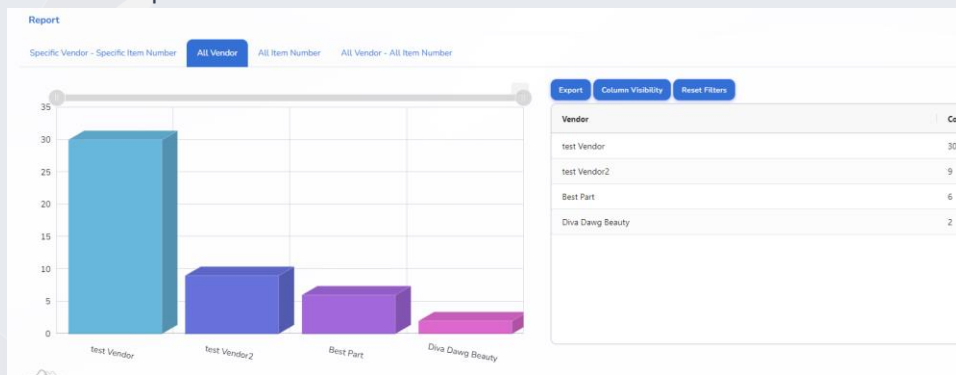 Report
Specific Vendor - Specific Item Number
All Vendor
All Item Number
All Vendor - All Item Number
35
30
25
20
15
10
5
0
test Vendor
test Vendor2
Best Part
Diva Dawg Beauty
Export
Column Visibility
Reset Filters
Vendor
Co
test Vendor
30
test Vendor2
9
Best Part
6
Diva Dawg Beauty
2